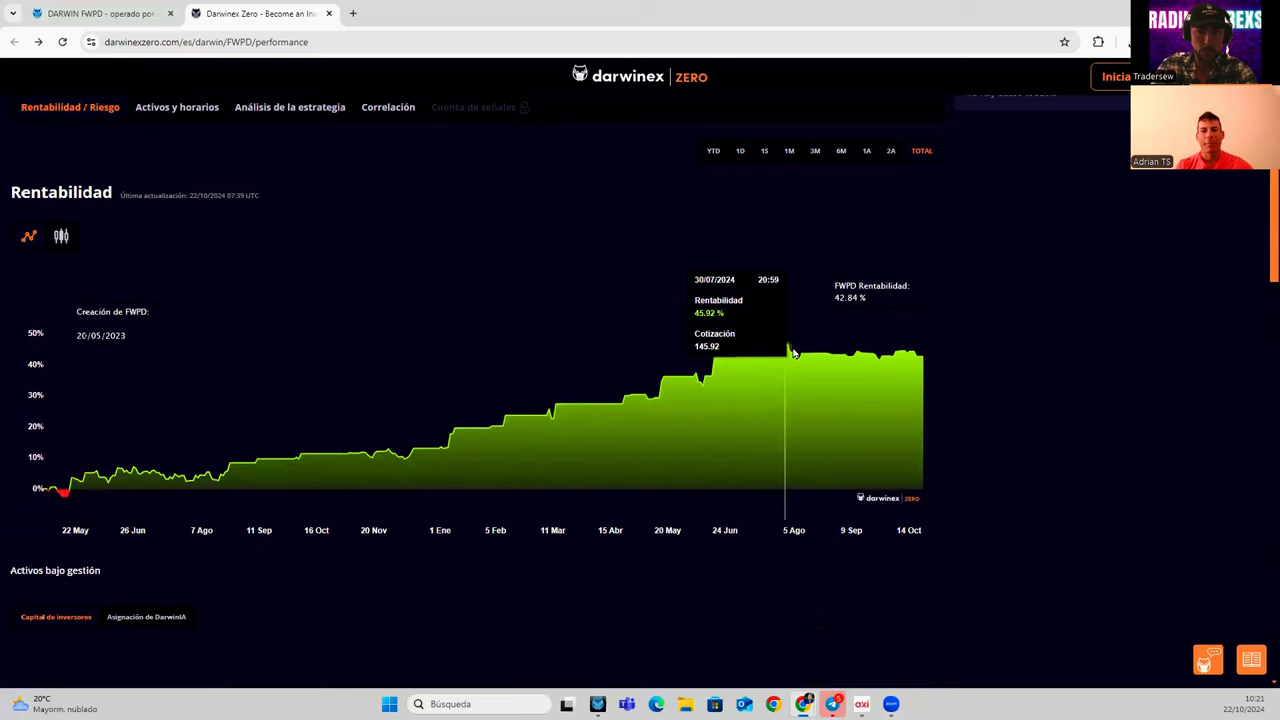 DARWIN FWPD - operado por
Darwinex Zero - Become an Inv
darwinexzero.com/es/darwin/FWPD/performance
darwinex ZERO
Inicia
RADI
EXS
Tradersew
Adrian TS
Rentabilidad / Riesgo
Activos y horarios
Análisis de la estrategia
Correlación
Cuenta de señales
YTD 1D 1S 1M 3M 6M 1A 2A TOTAL
Rentabilidad
Última actualización: 22/10/2024 07:39 UTC
30/07/2024 20:59
Rentabilidad
45.92 %
Cotización
145.92
FWPD Rentabilidad:
42.84 %
Creación de FWPD:
20/05/2023
50%
40%
30%
20%
10%
0%
darwinex ZERO
22 May 26 Jun 7 Ago 11 Sep 16 Oct 20 Nov 1 Ene 5 Feb 11 Mar 15 Abr 20 May 24 Jun 5 Ago 9 Sep 14 Oct
Activos bajo gestión
Capital de inversores
Asignación de DarwinIA
20°C
Mayorm. nublado
Búsqueda
5
axi
zoom
10:21
22/10/2024